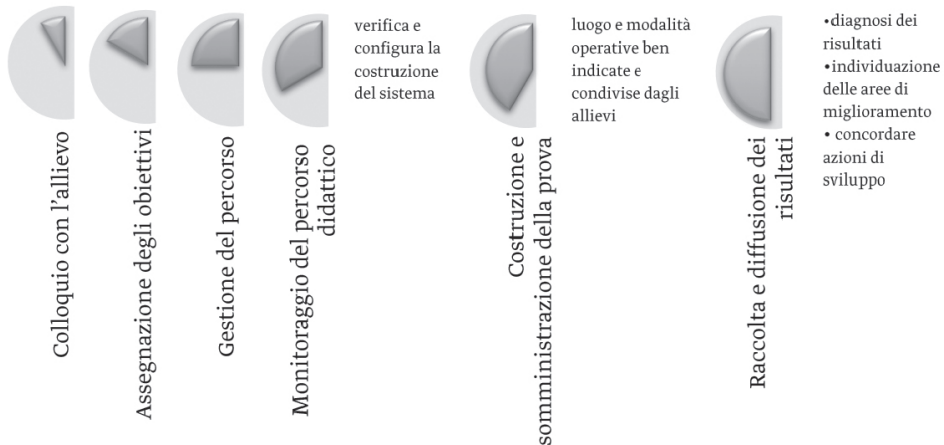 Colloquio con l'allievo
Assegnazione degli obiettivi
Gestione del percorso
Monitoraggio del percorso
didattico
verifica e
configura la
costruzione
del sistema
Costruzione e
somministrazione della prova
luogo e modalità
operative ben
indicate e
condivise dagli
allievi
Raccolta e diffusione dei
risultati
•diagnosi dei
risultati
•individuazione
delle aree di
miglioramento
• concordare
azioni di
sviluppo